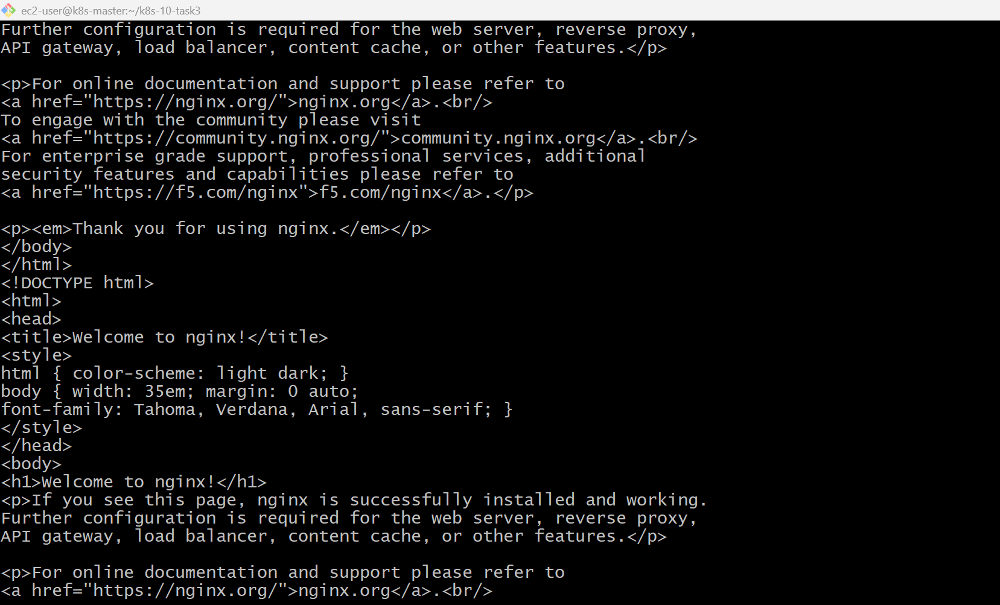 ec2-user@k8s-master:~/k8s-10-task3
Further configuration is required for the web server, reverse proxy,
API gateway, load balancer, content cache, or other features.</p>
<p>For online documentation and support please refer to
<a href="https://nginx.org/">nginx.org</a>.<br/>
To engage with the community please visit
<a href="https://community.nginx.org/">community.nginx.org</a>.<br/>
For enterprise grade support, professional services, additional
security features and capabilities please refer to
<a href="https://f5.com/nginx">f5.com/nginx</a>.</p>
<p><em>Thank you for using nginx.</em></p>
</body>
</html>
<!DOCTYPE html>
<html>
<head>
<title>Welcome to nginx!</title>
<style>
html { color-scheme: light dark; }
body { width: 35em; margin: 0 auto;
font-family: Tahoma, Verdana, Arial, sans-serif; }
</style>
</head>
<body>
<h1>Welcome to nginx!</h1>
<p>If you see this page, nginx is successfully installed and working.
Further configuration is required for the web server, reverse proxy,
API gateway, load balancer, content cache, or other features.</p>
<p>For online documentation and support please refer to
<a href="https://nginx.org/">nginx.org</a>.<br/>